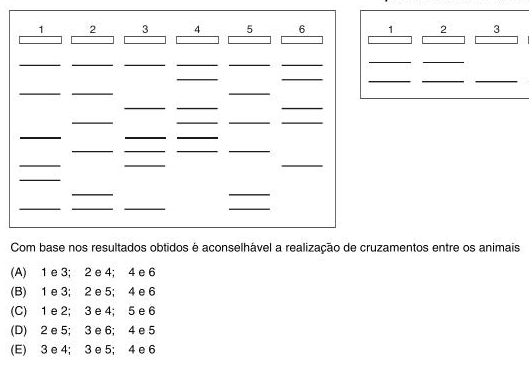 1 2 3 4 5 6
1 2 3
Com base nos resultados obtidos é aconselhável a realização de cruzamentos entre os animais
(A) 1 e 3; 2 e 4; 4 e 6
(B) 1 e 3; 2 e 5; 4 e 6
(C) 1 e 2; 3 e 4; 5 e 6
(D) 2 e 5; 3 e 6; 4 e 5
(E) 3 e 4; 3 e 5; 4 e 6